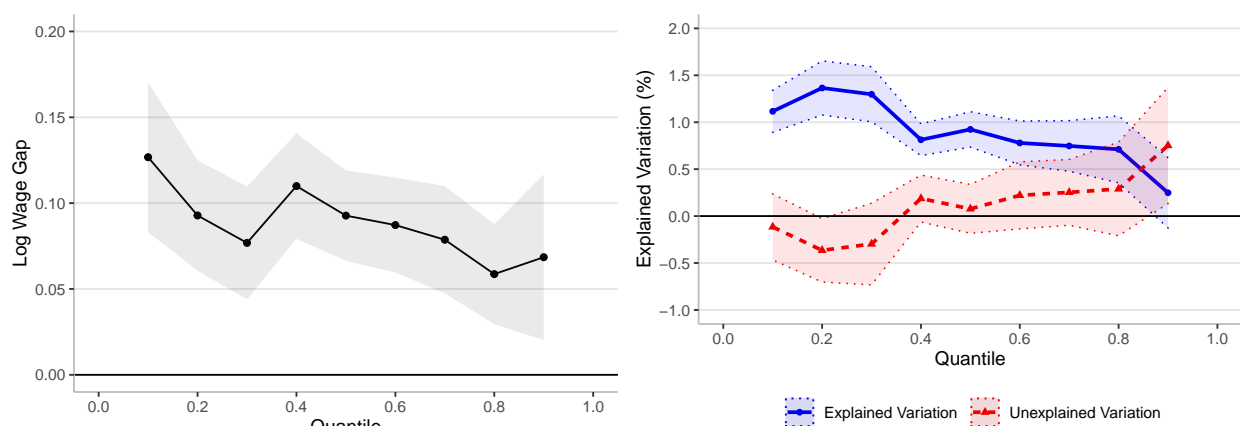 Log Wage Gap
0.20
0.15
0.10
0.05
0.00
0.0 0.2 0.4 0.6 0.8 1.0
Quantile
Explained Variation (%)
2.0
1.5
1.0
0.5
0.0
−0.5
−1.0
0.0 0.2 0.4 0.6 0.8 1.0
Quantile
Explained Variation Unexplained Variation